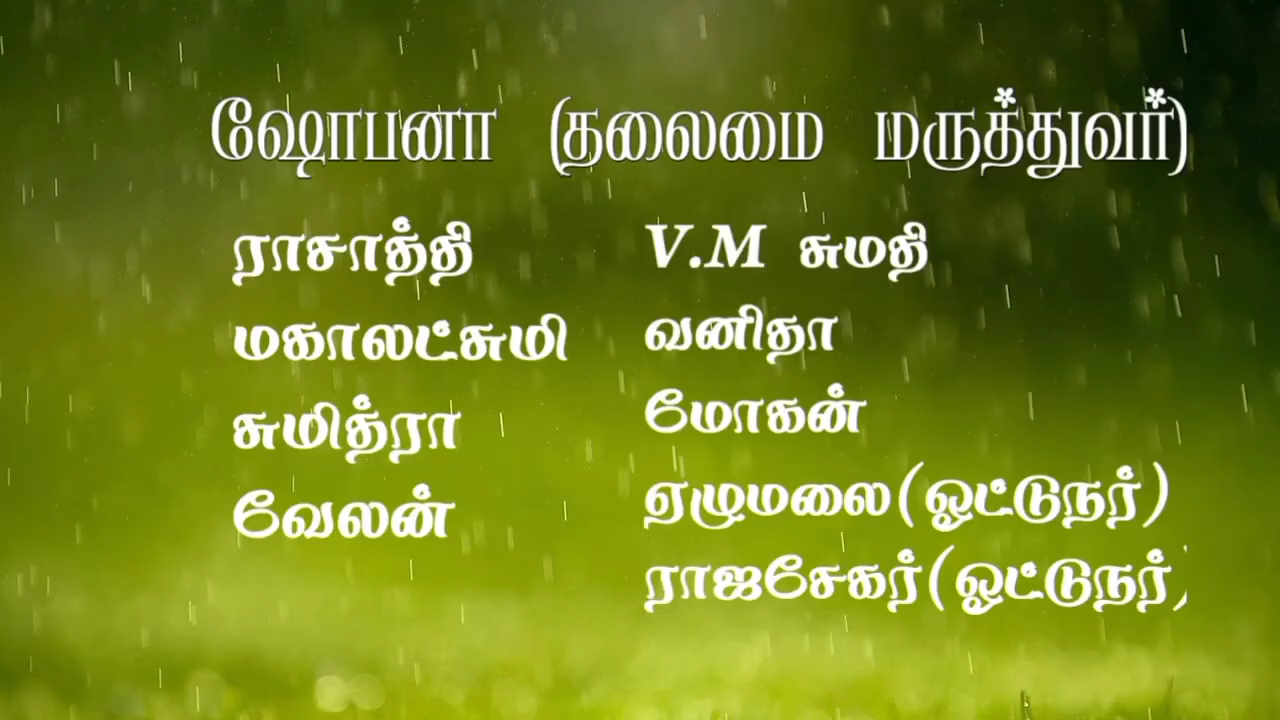 ஷோபனா (தலைமை மருத்துவர்)
ராசாத்தி
மகாலட்சுமி
சுமித்ரா
வேலன்
V.M சுமதி
வனிதா
மோகன்
ஏழுமலை(ஓட்டுநர்)
ராஜசேகர்(ஓட்டுநர்)